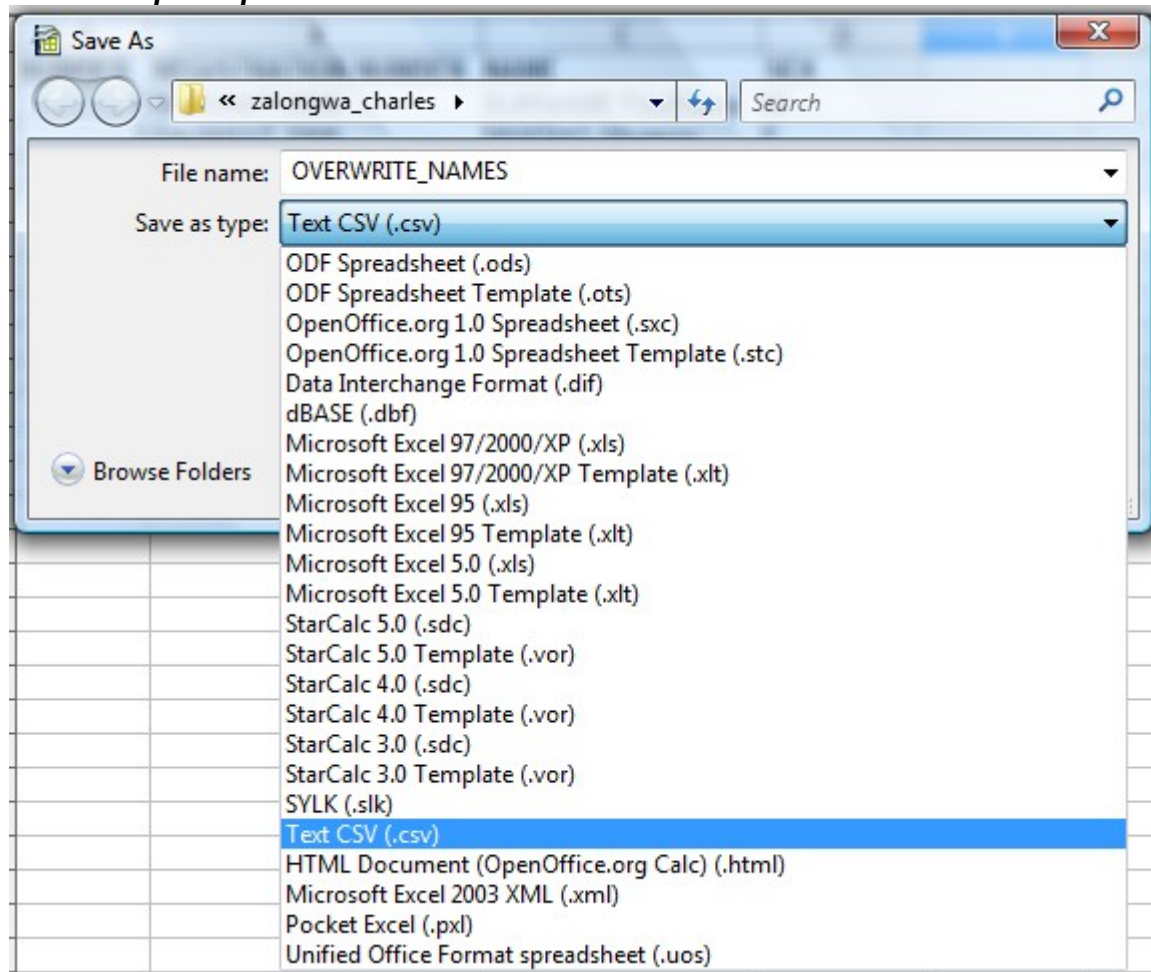 Save As
« zalongwa_charles
Search
File name: OVERWRITE_NAMES
Save as type: Text CSV (.csv)
ODF Spreadsheet (.ods)
ODF Spreadsheet Template (.ots)
OpenOffice.org 1.0 Spreadsheet (.sxc)
OpenOffice.org 1.0 Spreadsheet Template (.stc)
Data Interchange Format (.dif)
dBASE (.dbf)
Microsoft Excel 97/2000/XP (.xls)
Microsoft Excel 97/2000/XP Template (.xlt)
Browse Folders
Microsoft Excel 95 (.xls)
Microsoft Excel 95 Template (.xlt)
Microsoft Excel 5.0 (.xls)
Microsoft Excel 5.0 Template (.xlt)
StarCalc 5.0 (.sdc)
StarCalc 5.0 Template (.vor)
StarCalc 4.0 (.sdc)
StarCalc 4.0 Template (.vor)
StarCalc 3.0 (.sdc)
StarCalc 3.0 Template (.vor)
SYLK (.slk)
Text CSV (.csv)
HTML Document (OpenOffice.org Calc) (.html)
Microsoft Excel 2003 XML (.xml)
Pocket Excel (.pxl)
Unified Office Format spreadsheet (.uos)